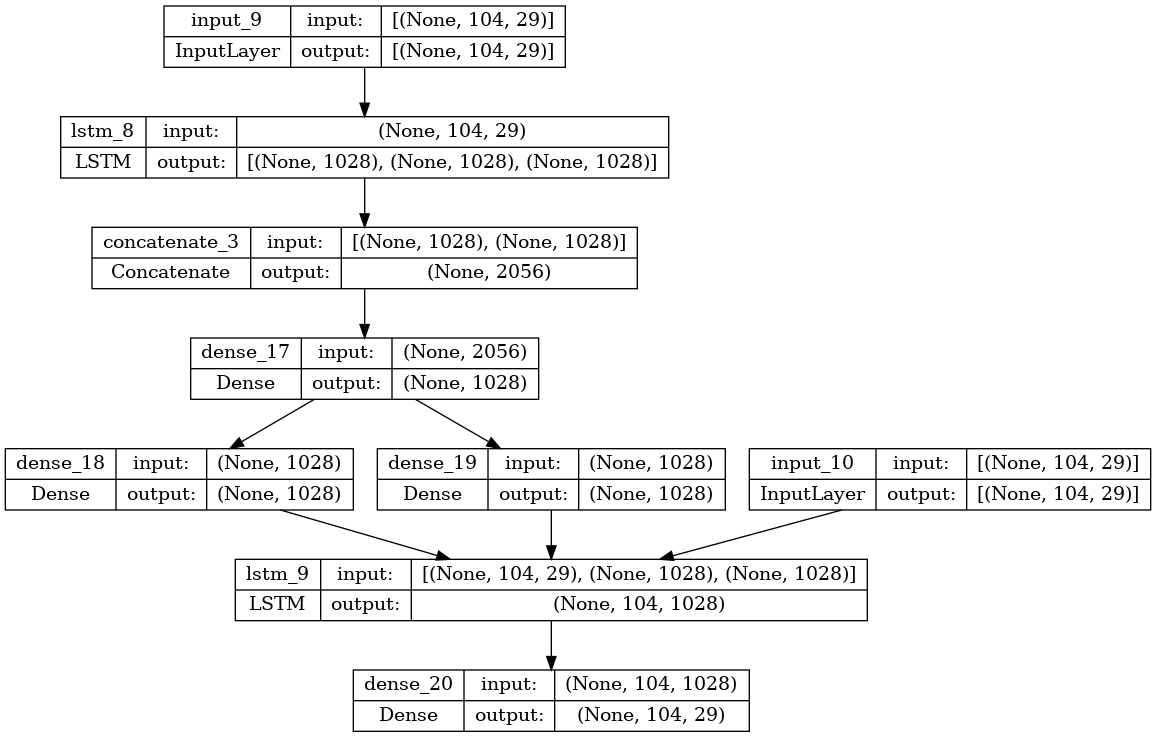 input_9 input: [(None, 104, 29)]
InputLayer output: [(None, 104, 29)]
lstm_8 input: (None, 104, 29)
LSTM output: [(None, 1028), (None, 1028), (None, 1028)]
concatenate_3 input: [(None, 1028), (None, 1028)]
Concatenate output: (None, 2056)
dense_17 input: (None, 2056)
Dense output: (None, 1028)
dense_18 input: (None, 1028)
Dense output: (None, 1028)
dense_19 input: (None, 1028)
Dense output: (None, 1028)
input_10 input: [(None, 104, 29)]
InputLayer output: [(None, 104, 29)]
lstm_9 input: [(None, 104, 29), (None, 1028), (None, 1028)]
LSTM output: (None, 104, 1028)
dense_20 input: (None, 104, 1028)
Dense output: (None, 104, 29)